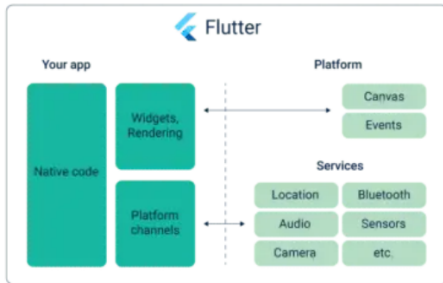 Flutter
Your app
Platform
Native code
Widgets,
Rendering
Canvas
Events
Services
Platform
channels
Location
Bluetooth
Audio
Sensors
Camera
etc.